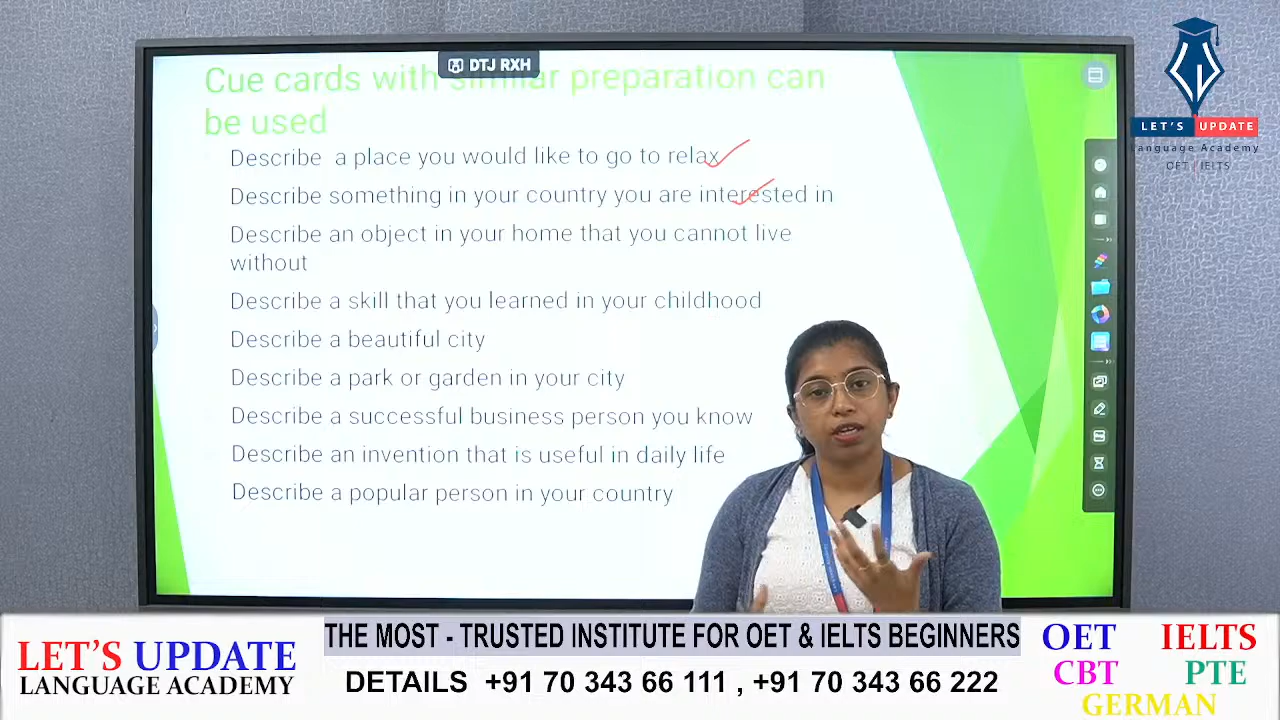 DTJ RXH
Cue cards with similar preparation can
be used
Describe a place you would like to go to relax
Describe something in your country you are interested in
Describe an object in your home that you cannot live
without
Describe a skill that you learned in your childhood
Describe a beautiful city
Describe a park or garden in your city
Describe a successful business person you know
Describe an invention that is useful in daily life
Describe a popular person in your country
LET'S UPDATE
Language Academy
OET / IELTS
LET'S UPDATE
LANGUAGE ACADEMY
THE MOST - TRUSTED INSTITUTE FOR OET & IELTS BEGINNERS
DETAILS +91 70 343 66 111 , +91 70 343 66 222
OET IELTS
CBT PTE
GERMAN